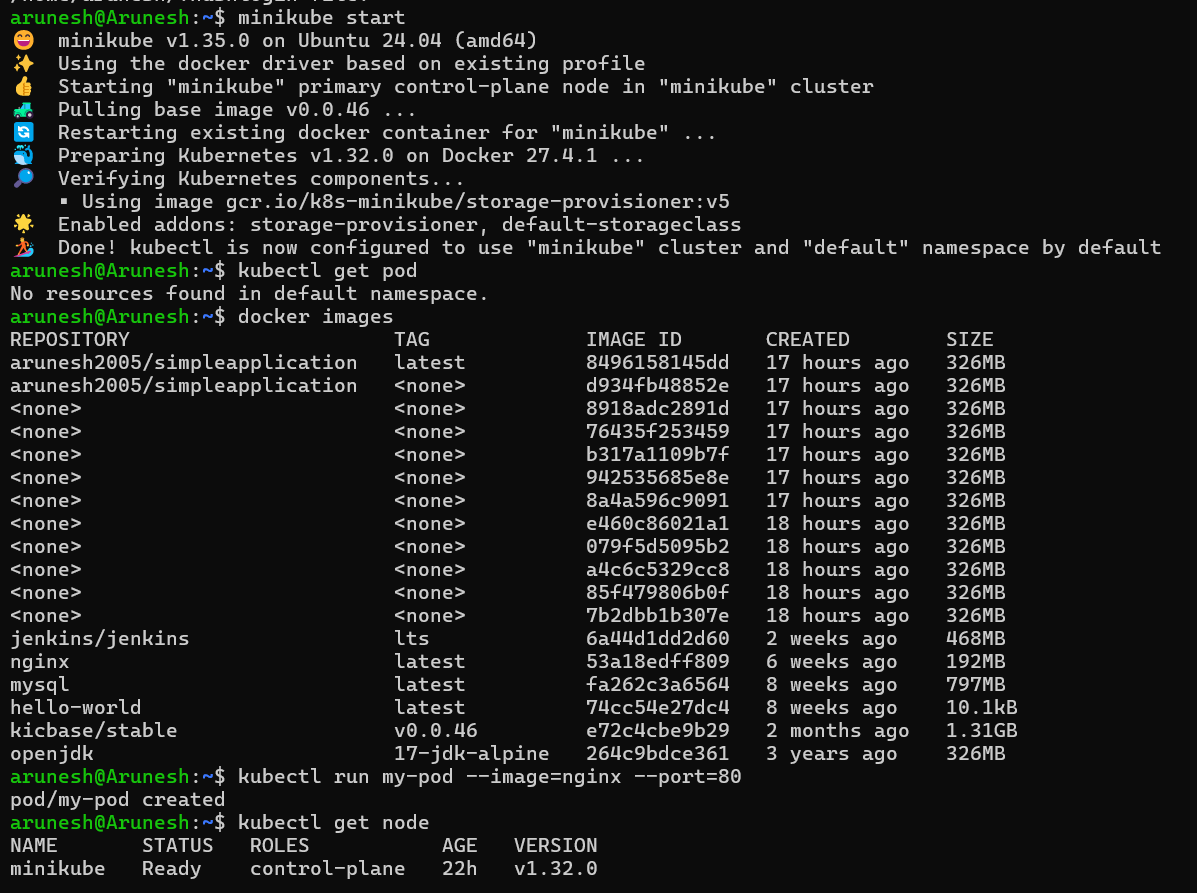 arunesh@Arunesh:~$ minikube start
😄  minikube v1.35.0 on Ubuntu 24.04 (amd64)
✨  Using the docker driver based on existing profile
👍  Starting "minikube" primary control-plane node in "minikube" cluster
🚜  Pulling base image v0.0.46 ...
🔄  Restarting existing docker container for "minikube" ...
🐳  Preparing Kubernetes v1.32.0 on Docker 27.4.1 ...
🔎  Verifying Kubernetes components...
    ▪ Using image gcr.io/k8s-minikube/storage-provisioner:v5
🌟  Enabled addons: storage-provisioner, default-storageclass
🏄  Done! kubectl is now configured to use "minikube" cluster and "default" namespace by default
arunesh@Arunesh:~$ kubectl get pod
No resources found in default namespace.
arunesh@Arunesh:~$ docker images
REPOSITORY                      TAG             IMAGE ID       CREATED        SIZE
arunesh2005/simpleapplication   latest          8496158145dd   17 hours ago   326MB
arunesh2005/simpleapplication   <none>          d934fb48852e   17 hours ago   326MB
<none>                          <none>          8918adc2891d   17 hours ago   326MB
<none>                          <none>          76435f253459   17 hours ago   326MB
<none>                          <none>          b317a1109b7f   17 hours ago   326MB
<none>                          <none>          942535685e8e   17 hours ago   326MB
<none>                          <none>          8a4a596c9091   17 hours ago   326MB
<none>                          <none>          e460c86021a1   18 hours ago   326MB
<none>                          <none>          079f5d5095b2   18 hours ago   326MB
<none>                          <none>          a4c6c5329cc8   18 hours ago   326MB
<none>                          <none>          85f479806b0f   18 hours ago   326MB
<none>                          <none>          7b2dbb1b307e   18 hours ago   326MB
jenkins/jenkins                 lts             6a44d1dd2d60   2 weeks ago    468MB
nginx                           latest          53a18edff809   6 weeks ago    192MB
mysql                           latest          fa262c3a6564   8 weeks ago    797MB
hello-world                     latest          74cc54e27dc4   8 weeks ago    10.1kB
kicbase/stable                  v0.0.46         e72c4cbe9b29   2 months ago   1.31GB
openjdk                         17-jdk-alpine   264c9bdce361   3 years ago    326MB
arunesh@Arunesh:~$ kubectl run my-pod --image=nginx --port=80
pod/my-pod created
arunesh@Arunesh:~$ kubectl get node
NAME       STATUS   ROLES           AGE   VERSION
minikube   Ready    control-plane   22h   v1.32.0